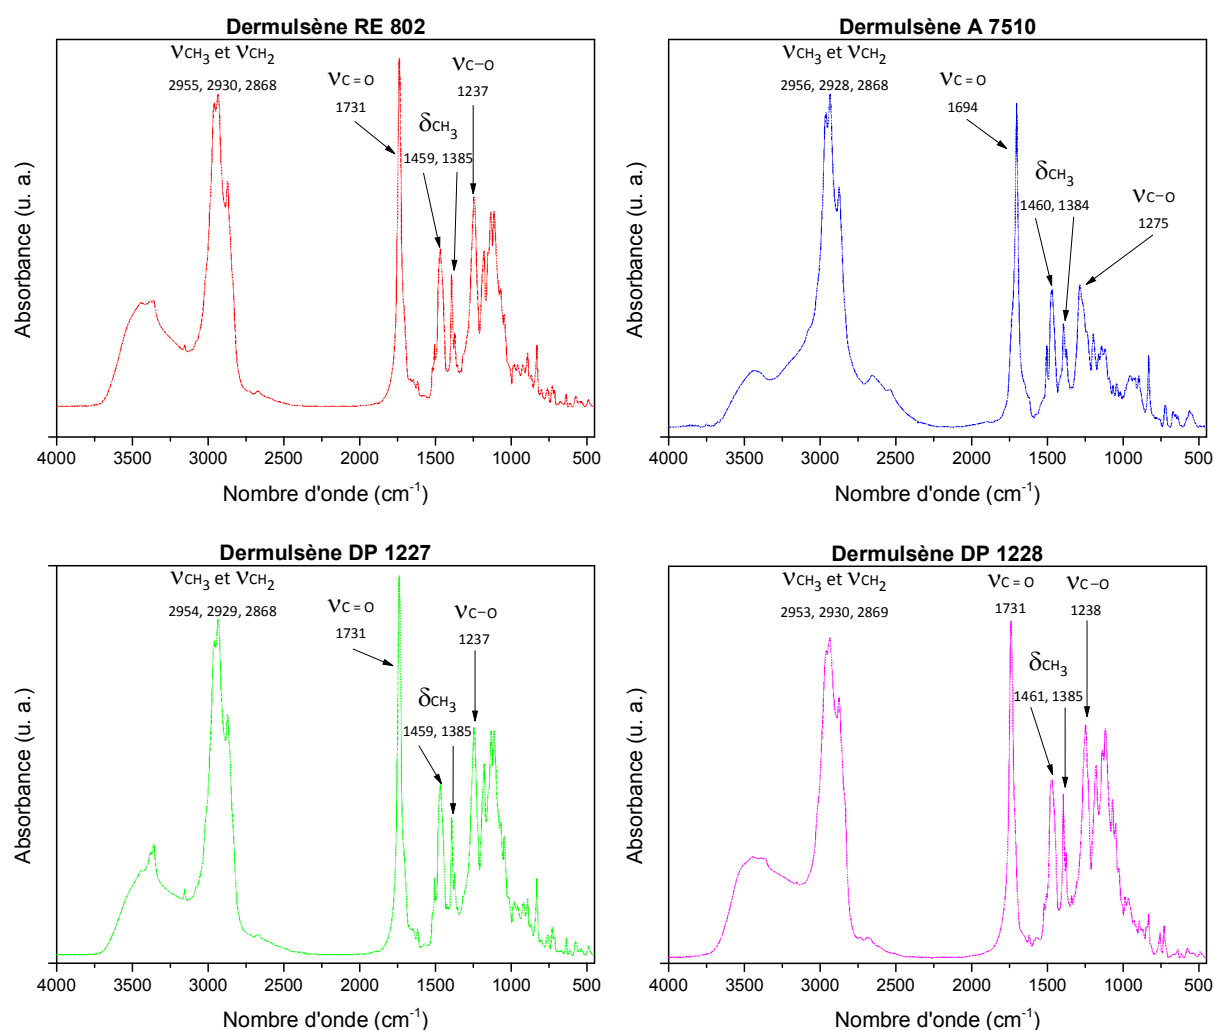 Dermulsène RE 802
νCH3 et νCH2
2955, 2930, 2868
νC=O
1731
νC−O
1237
δCH3
1459, 1385
Absorbance (u. a.)
4000 3500 3000 2500 2000 1500 1000 500
Nombre d'onde (cm-1)
Dermulsène A 7510
νCH3 et νCH2
2956, 2928, 2868
νC=O
1694
δCH3
1460, 1384
νC−O
1275
Absorbance (u. a.)
4000 3500 3000 2500 2000 1500 1000 500
Nombre d'onde (cm-1)
Dermulsène DP 1227
νCH3 et νCH2
2954, 2929, 2868
νC=O
1731
νC−O
1237
δCH3
1459, 1385
Absorbance (u. a.)
4000 3500 3000 2500 2000 1500 1000 500
Nombre d'onde (cm-1)
Dermulsène DP 1228
νCH3 et νCH2
2953, 2930, 2869
νC=O
1731
νC−O
1238
δCH3
1461, 1385
Absorbance (u. a.)
4000 3500 3000 2500 2000 1500 1000 500
Nombre d'onde (cm-1)